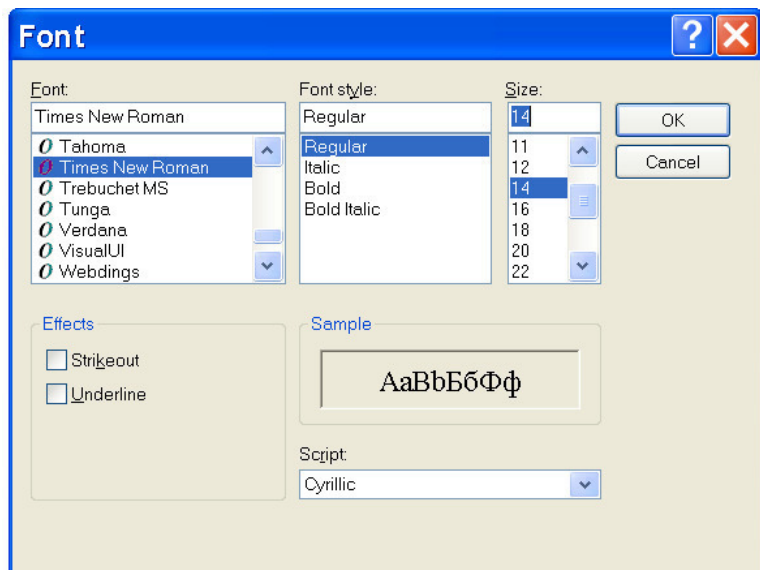 Font
Font:
Times New Roman
Tahoma
Times New Roman
Trebuchet MS
Tunga
Verdana
VisualUI
Webdings
Font style:
Regular
Regular
Italic
Bold
Bold Italic
Size:
14
11
12
14
16
18
20
22
OK
Cancel
Effects
Strikeout
Underline
Sample
AaBbБбФф
Script:
Cyrillic